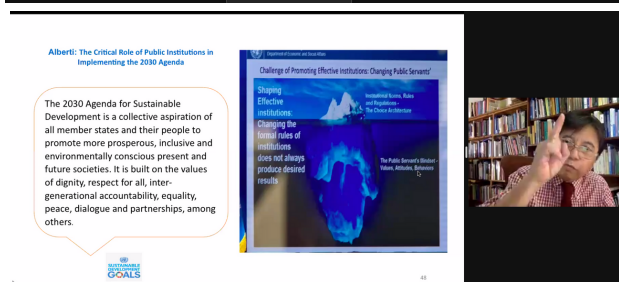 Alberti: The Critical Role of Public Institutions in
Implementing the 2030 Agenda
The 2030 Agenda for Sustainable
Development is a collective aspiration of
all member states and their people to
promote more prosperous, inclusive and
environmentally conscious present and
future societies. It is built on the values
of dignity, respect for all, inter-
generational accountability, equality,
peace, dialogue and partnerships, among
others.
SUSTAINABLE
DEVELOPMENT
GOALS
Department of Economic and Social Affairs
Challenge of Promoting Effective Institutions: Changing Public Servants'
Shaping
Effective
institutions:
Changing the
formal rules of
institutions
does not always
produce desired
results
Institutional Norms, Rules
and Regulations -
The Choice Architecture
The Public Servant's Mindset -
Values, Attitudes, Behaviors
44